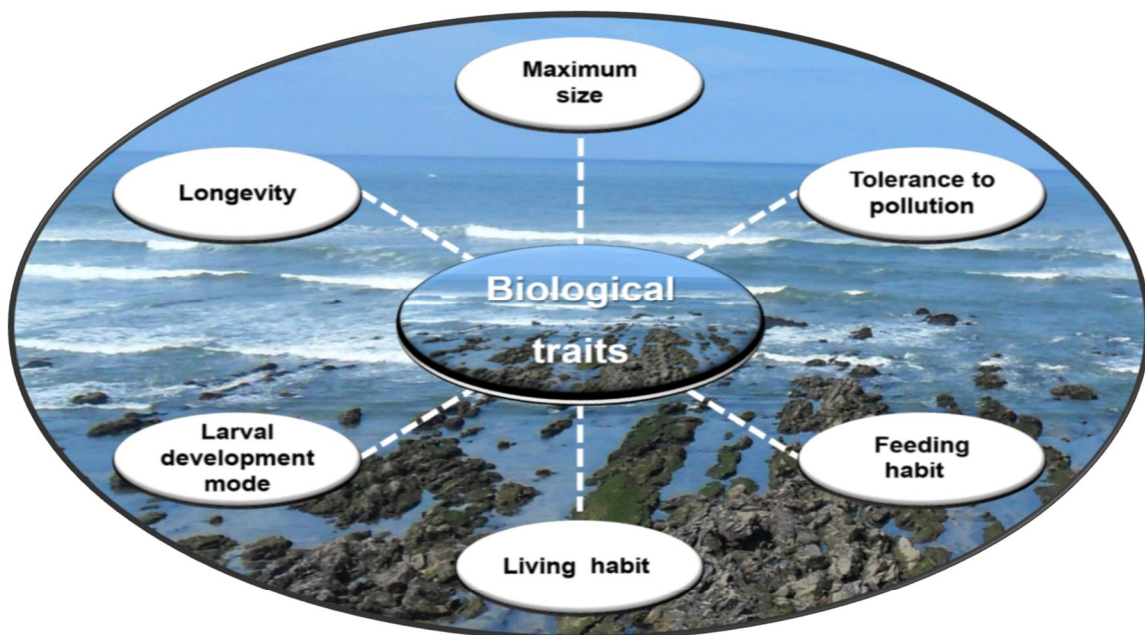 Maximum
size
Longevity
Tolerance to
pollution
Biological
traits
Larval
development
mode
Feeding
habit
Living habit